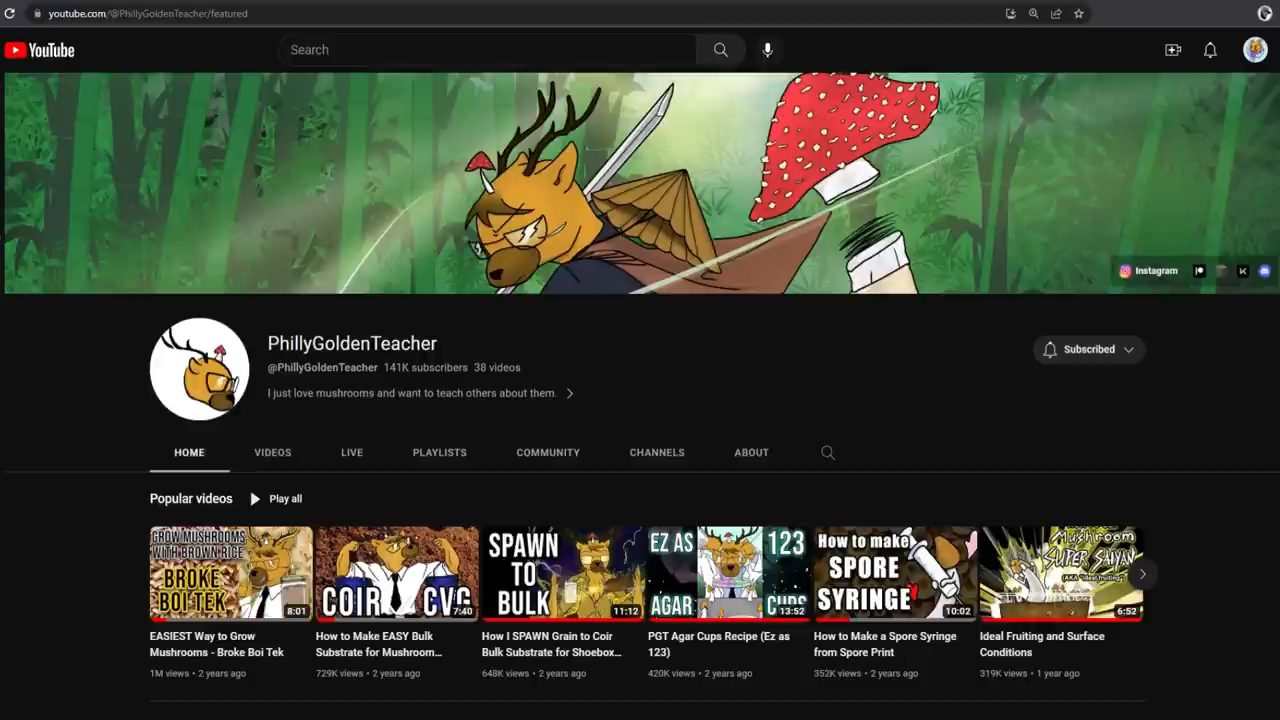 youtube.com/@PhillyGoldenTeacher/featured
YouTube
Search
Instagram
PhillyGoldenTeacher
@PhillyGoldenTeacher 141K subscribers 38 videos
I just love mushrooms and want to teach others about them.
Subscribed
HOME VIDEOS LIVE PLAYLISTS COMMUNITY CHANNELS ABOUT
Popular videos Play all
GROW MUSHROOMS
WITH BROWN RICE
BROKE
BOI TEK
8:01
COIR CVG
7:40
SPAWN
TO
BULK
11:12
EZ AS 123
AGAR CUPS
13:52
How to make
SPORE
SYRINGE
10:02
Mushroom
SUPER SAIYAN
(AKA "ideal fruiting")
6:52
EASIEST Way to Grow
Mushrooms - Broke Boi Tek
1M views • 2 years ago
How to Make EASY Bulk
Substrate for Mushroom...
729K views • 2 years ago
How I SPAWN Grain to Coir
Bulk Substrate for Shoebox...
648K views • 2 years ago
PGT Agar Cups Recipe (Ez as
123)
420K views • 2 years ago
How to Make a Spore Syringe
from Spore Print
352K views • 2 years ago
Ideal Fruiting and Surface
Conditions
319K views • 1 year ago